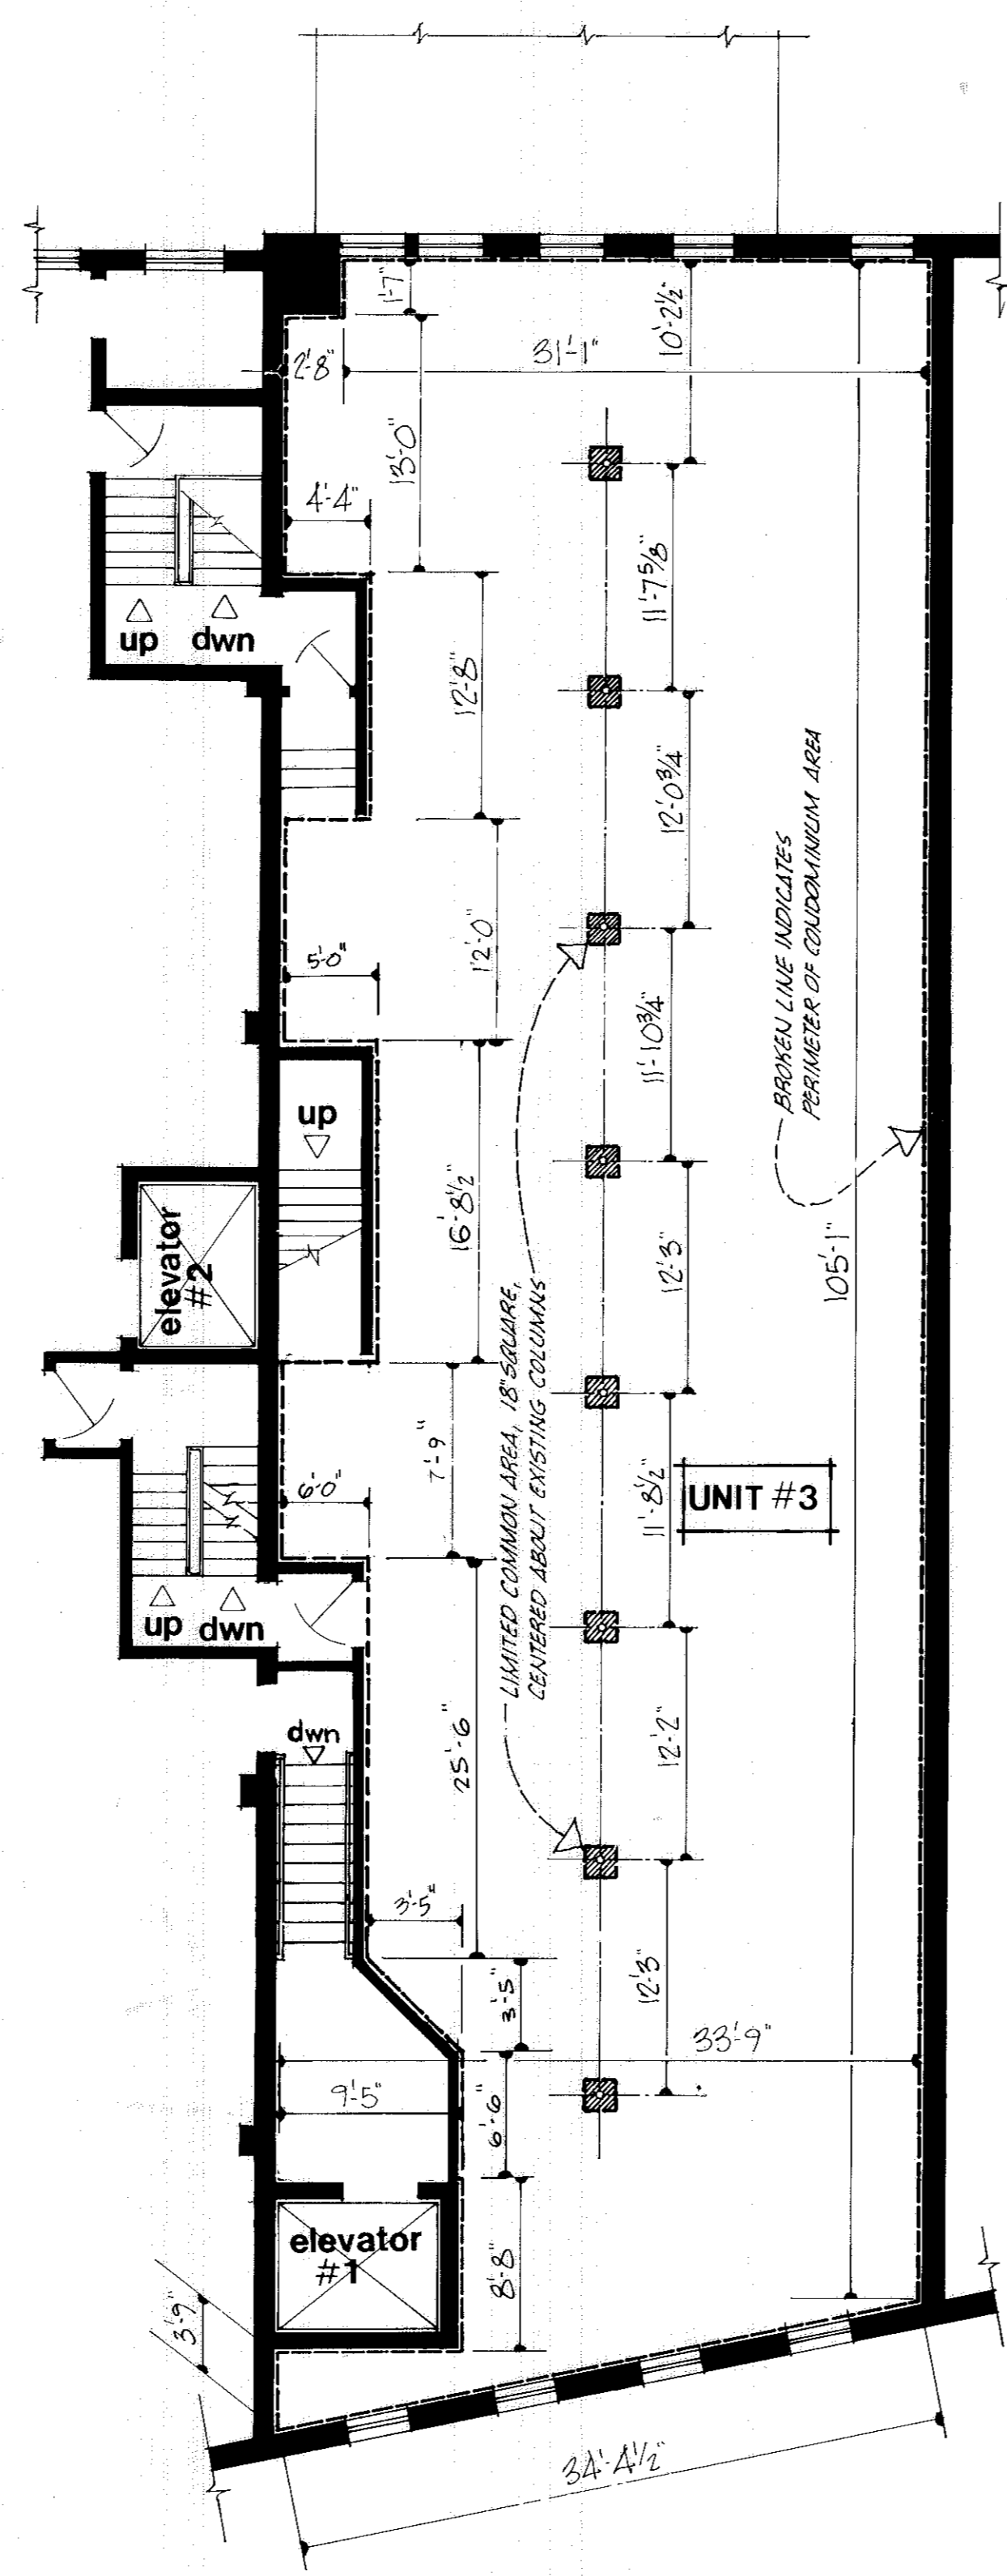 1'-7"
10'-2½"
31'-1"
2'-8"
13'-0"
4'-4"
11'-7⅝"
up
dwn
12'-8"
12'-0¾"
BROKEN LINE INDICATES
PERIMETER OF CONDOMINIUM AREA
5'-0"
12'-0"
11'-10¾"
up
16'-8½"
elevator
#2
12'-3"
105'-1"
LIMITED COMMON AREA, 18" SQUARE,
CENTERED ABOUT EXISTING COLUMNS
7'-9"
6'-0"
11'-8½"
UNIT #3
up
dwn
dwn
25'-6"
12'-2"
3'-5"
3'-5"
12'-3"
33'-9"
9'-5"
6'-6"
elevator
#1
8'-8"
3'-9"
34'-4½"